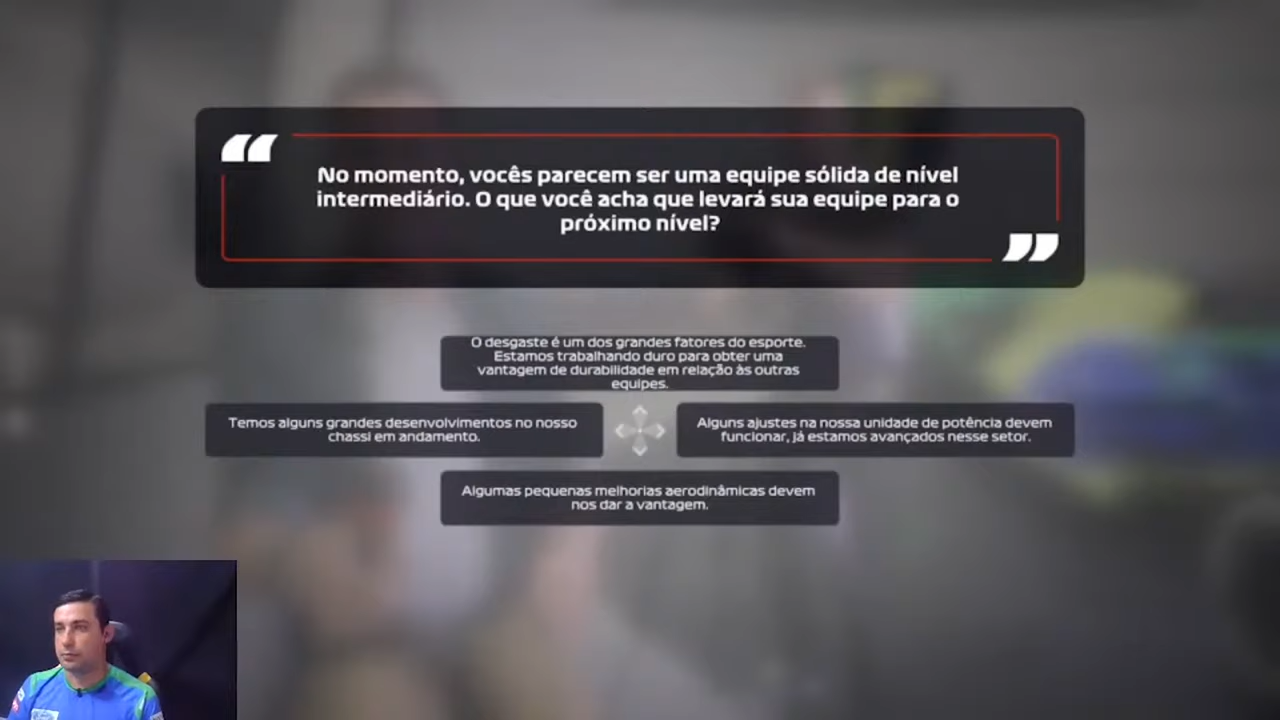 No momento, vocês parecem ser uma equipe sólida de nível
intermediário. O que você acha que levará sua equipe para o
próximo nível?
O desgaste é um dos grandes fatores do esporte.
Estamos trabalhando duro para obter uma
vantagem de durabilidade em relação às outras
equipes.
Temos alguns grandes desenvolvimentos no nosso
chassi em andamento.
Alguns ajustes na nossa unidade de potência devem
funcionar, já estamos avançados nesse setor.
Algumas pequenas melhorias aerodinâmicas devem
nos dar a vantagem.